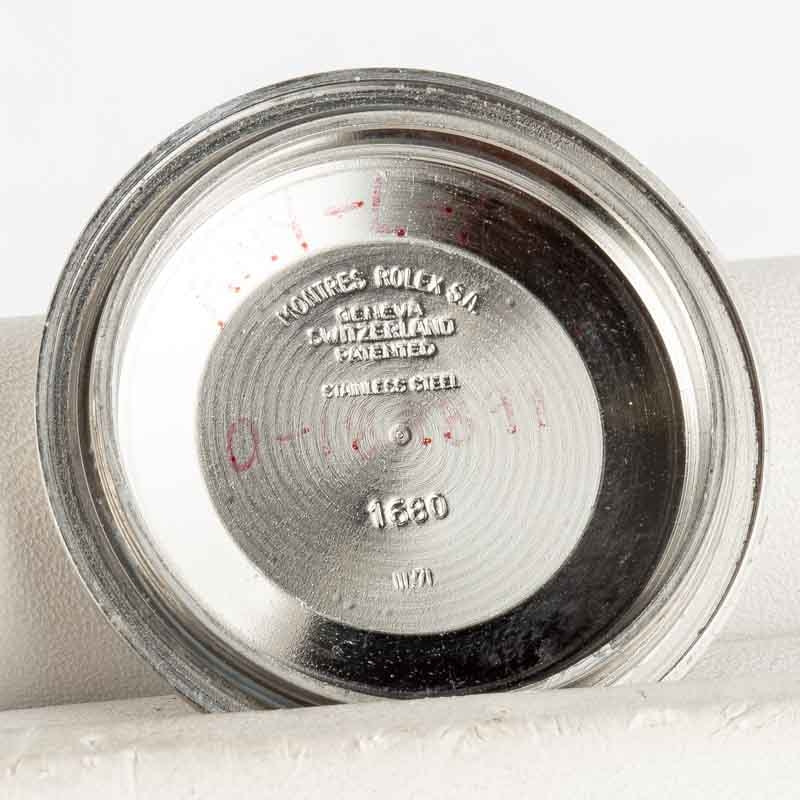 MONTRES ROLEX S.A.
GENEVA
SWITZERLAND
PATENTED
STAINLESS STEEL
1680
III.71